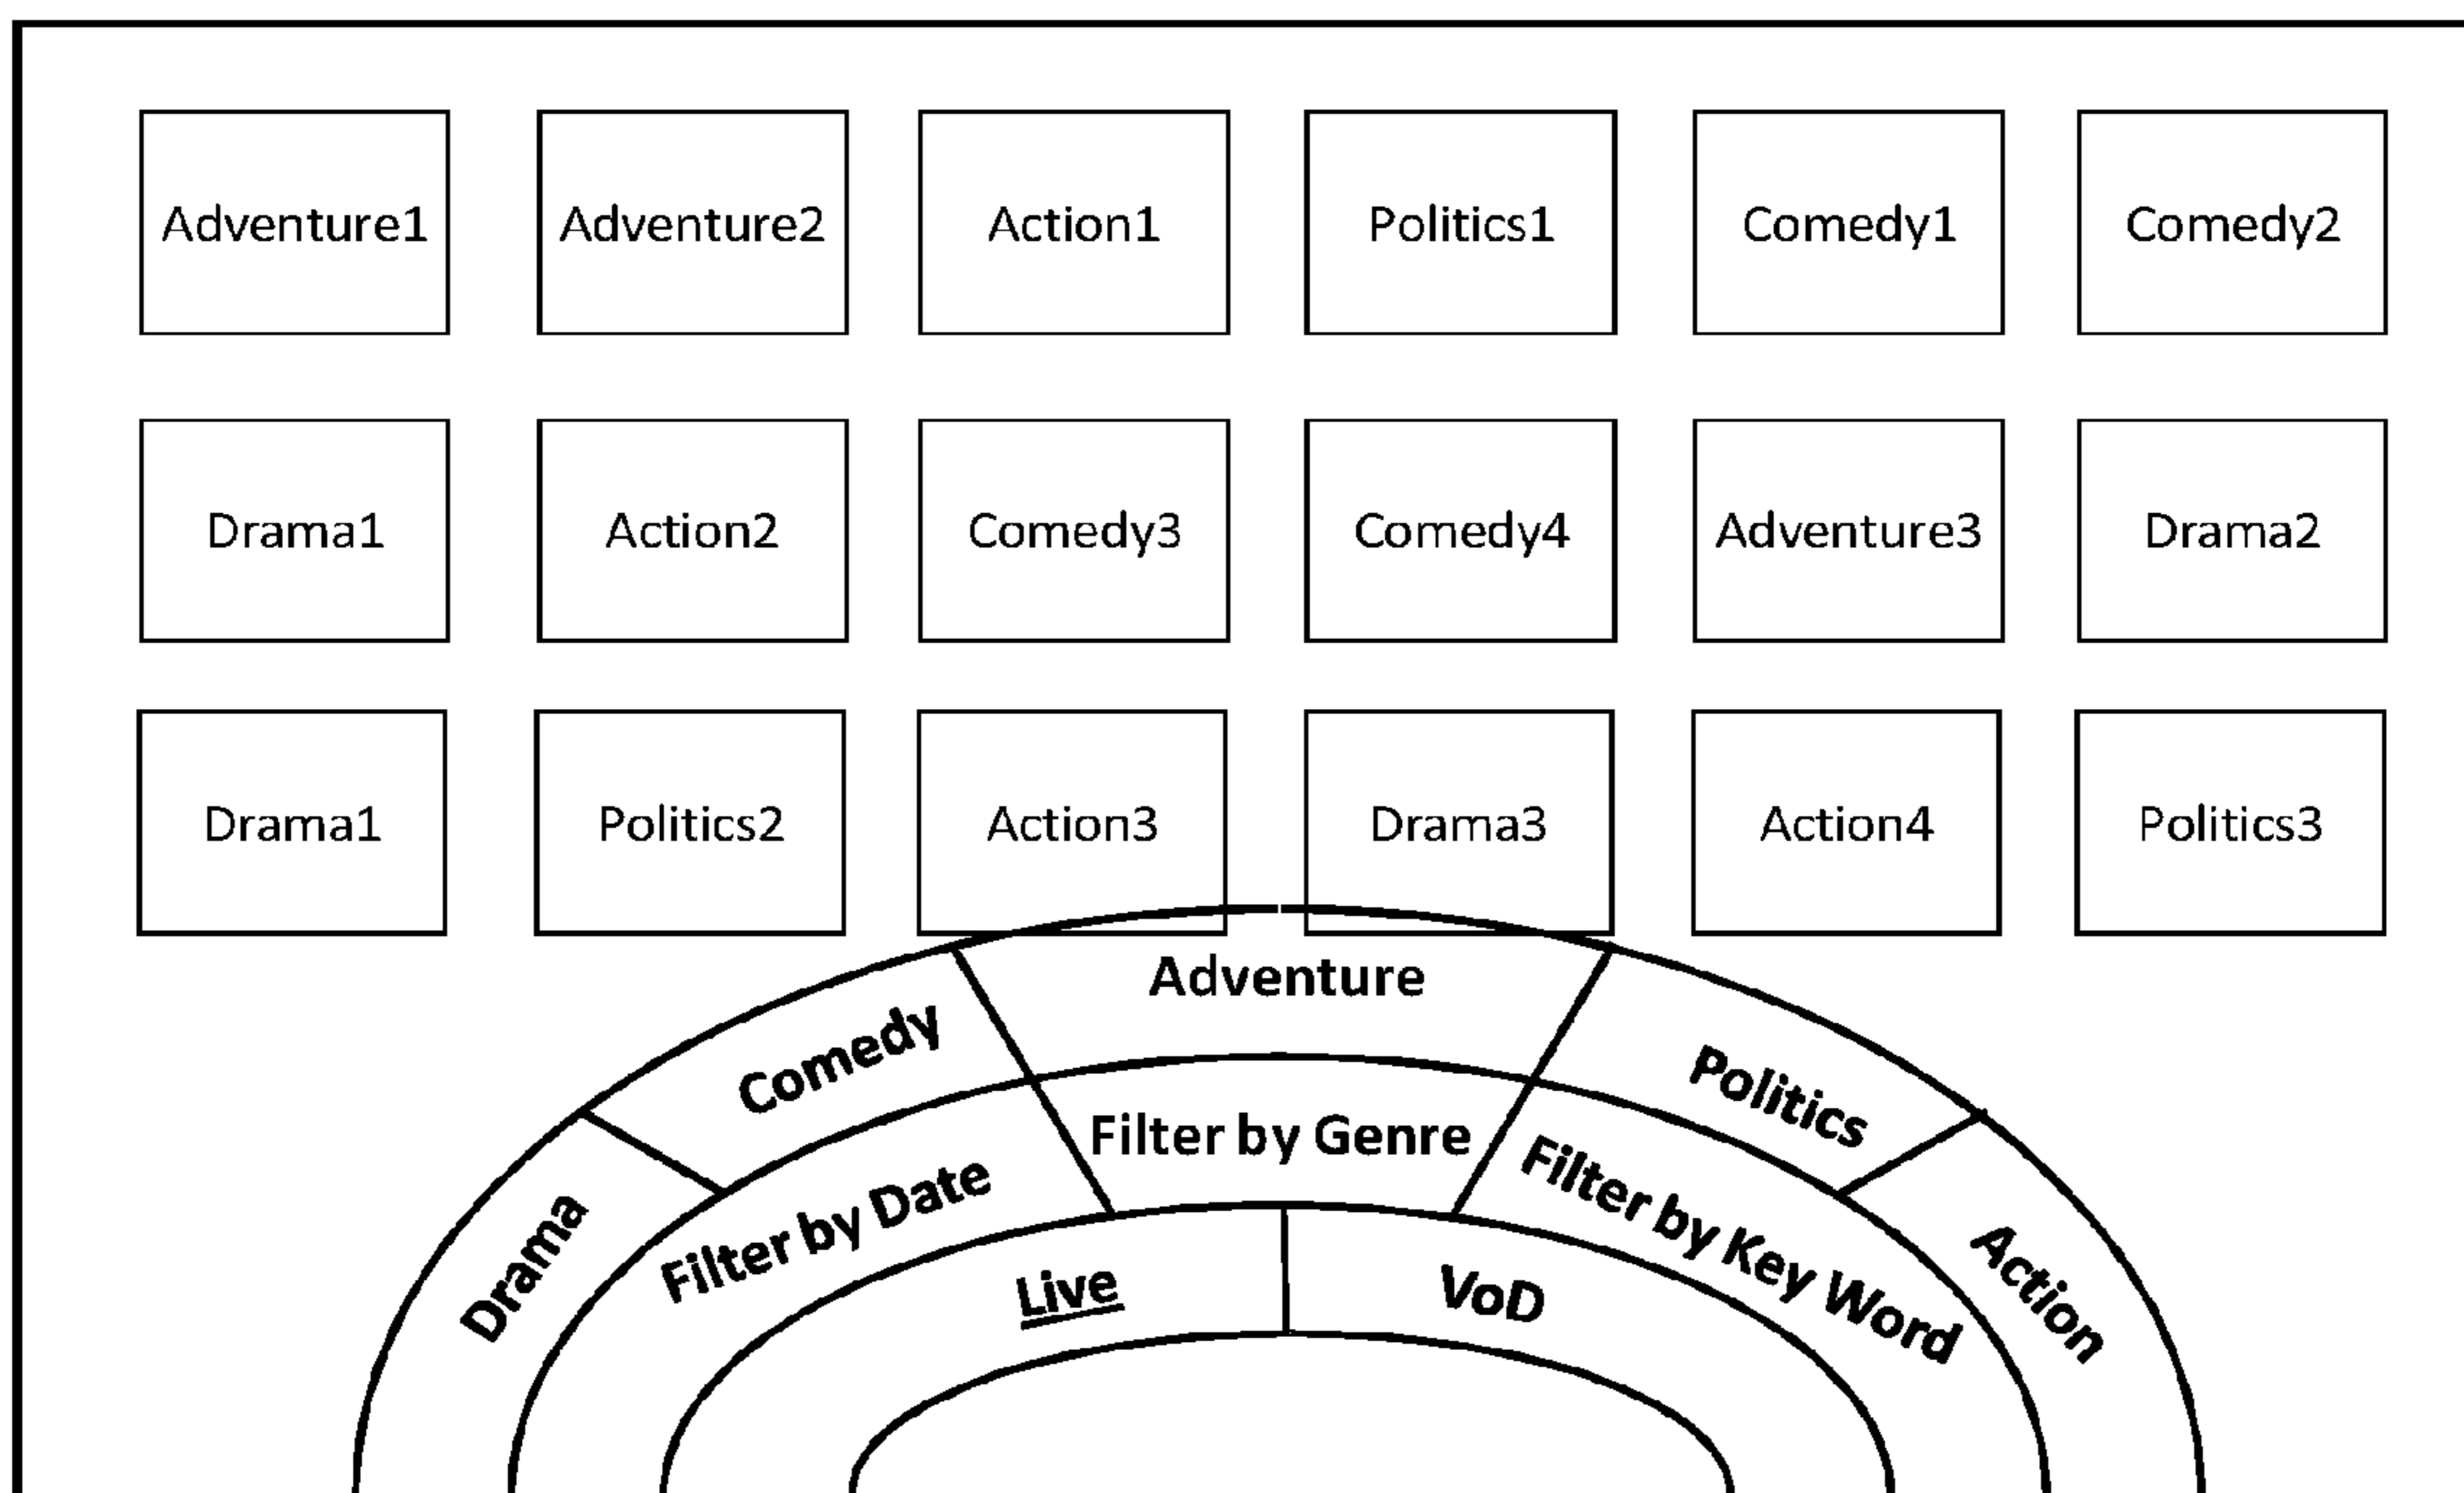 Adventure1 Adventure2 Action1 Politics1 Comedy1 Comedy2
Drama1 Action2 Comedy3 Comedy4 Adventure3 Drama2
Drama1 Politics2 Action3 Drama3 Action4 Politics3
Drama Comedy Adventure Politics Action
Filter by Date Filter by Genre Filter by Key Word
Live VoD